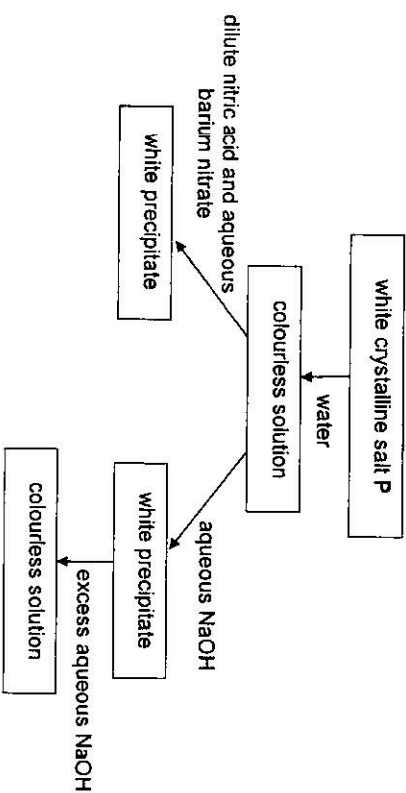 white crystalline salt P
water
colourless solution
dilute nitric acid and aqueous
barium nitrate
aqueous NaOH
white precipitate
white precipitate
excess aqueous NaOH
colourless solution